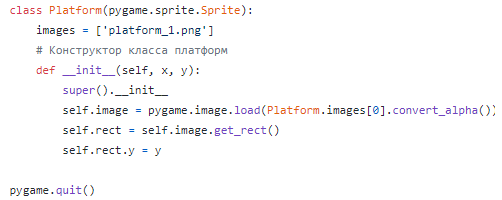 class Platform(pygame.sprite.Sprite):
images = ['platform_1.png']
# Конструктор класса платформ
def __init__(self, x, y):
super().__init__
self.image = pygame.image.load(Platform.images[0].convert_alpha())
self.rect = self.image.get_rect()
self.rect.y = y
pygame.quit()